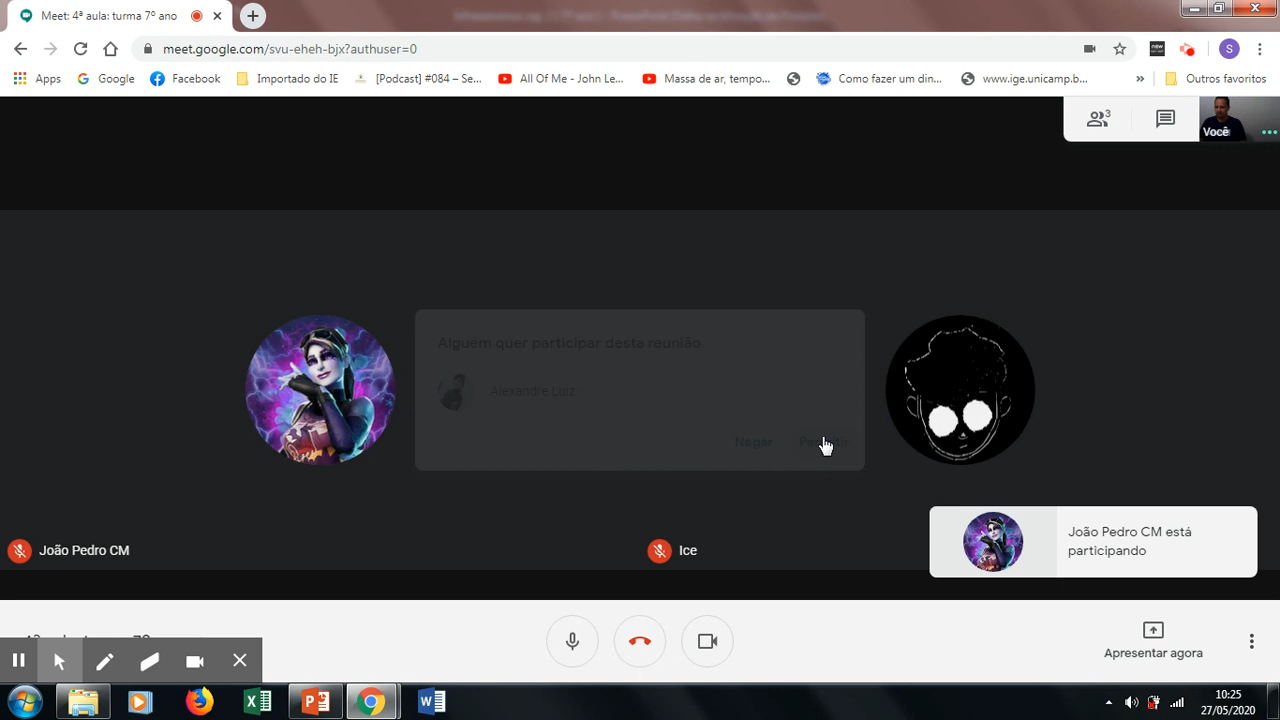 Meet: 4ª aula: turma 7º ano
meet.google.com/svu-eheh-bjx?authuser=0
S
Apps
Google
Facebook
Importado do IE
[Podcast] #084 – Se...
All Of Me - John Le...
Massa de ar, tempo...
Como fazer um din...
www.ige.unicamp.b...
»
Outros favoritos
3
Você
Alguém quer participar desta reunião
Alexandre Luiz
Negar
João Pedro CM
Ice
João Pedro CM está
participando
Apresentar agora
10:25
27/05/2020